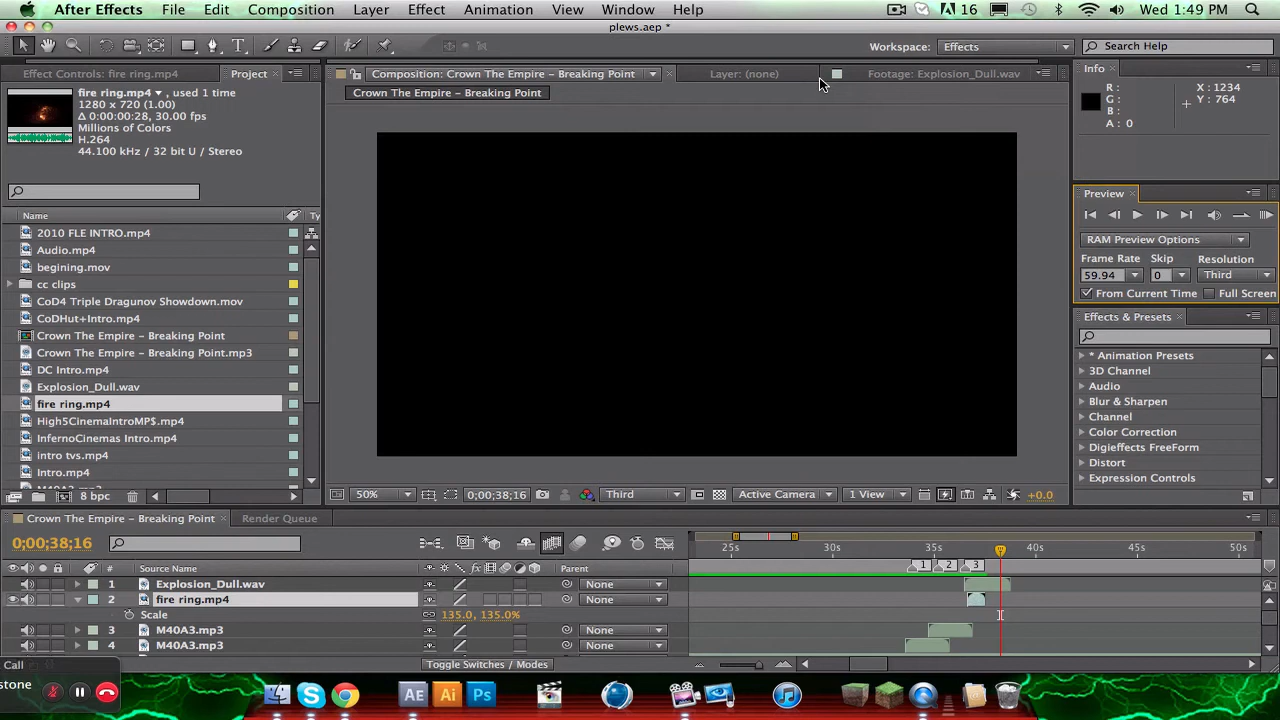 After Effects File Edit Composition Layer Effect Animation View Window Help 16 Wed 1:49 PM
plews.aep *
Workspace: Effects Search Help
Effect Controls: fire ring.mp4 Project Composition: Crown The Empire – Breaking Point Layer: (none) Footage: Explosion_Dull.wav Info
fire ring.mp4 , used 1 time Crown The Empire – Breaking Point R : X : 1234
1280 x 720 (1.00) G : Y : 764
Δ 0:00:00:28, 30.00 fps B :
Millions of Colors A : 0
H.264
44.100 kHz / 32 bit U / Stereo
Preview
Name Ty
2010 FLE INTRO.mp4 RAM Preview Options
Audio.mp4 Frame Rate Skip Resolution
begining.mov 59.94 0 Third
cc clips From Current Time Full Screen
CoD4 Triple Dragunov Showdown.mov
CoDHut+Intro.mp4 Effects & Presets
Crown The Empire – Breaking Point
Crown The Empire – Breaking Point.mp3 * Animation Presets
DC Intro.mp4 3D Channel
Explosion_Dull.wav Audio
fire ring.mp4 Blur & Sharpen
High5CinemaIntroMP$.mp4 Channel
InfernoCinemas Intro.mp4 Color Correction
intro tvs.mp4 Digieffects FreeForm
Intro.mp4 Distort
Expression Controls
8 bpc 50% 0;00;38;16 Third Active Camera 1 View +0.0
Crown The Empire – Breaking Point Render Queue
0;00;38;16 25s 30s 35s 40s 45s 50s
Source Name Parent 1 2 3
1 Explosion_Dull.wav None
2 fire ring.mp4 None
Scale 135.0, 135.0%
3 M40A3.mp3 None
4 M40A3.mp3 None
Call Toggle Switches / Modes
stone
Ae Ai Ps